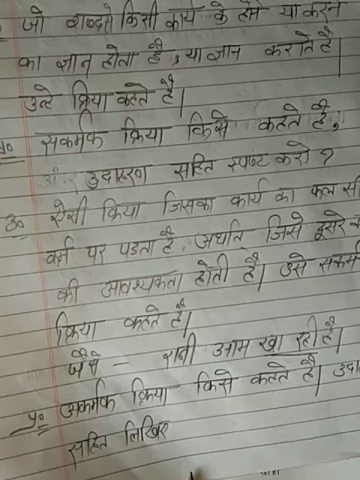 जो शब्द किसी कार्य के होने या करने
का ज्ञान होता है, या ज्ञान कराते है|
उसे क्रिया कहते है|
प्र० सकर्मक क्रिया किसे कहते है,
उदाहरण सहित स्पष्ट करो ?
उ० ऐसी क्रिया जिसका कार्य का फल सी
कर्म पर पड़ता है, अर्थात जिसे दूसरे
की आवश्यकता होती है| उसे सकर्म
क्रिया कहते है|
जैसे - रानी आम खा रही है|
प्र० अकर्मक क्रिया किसे कहते है| उदा
सहित लिखिए